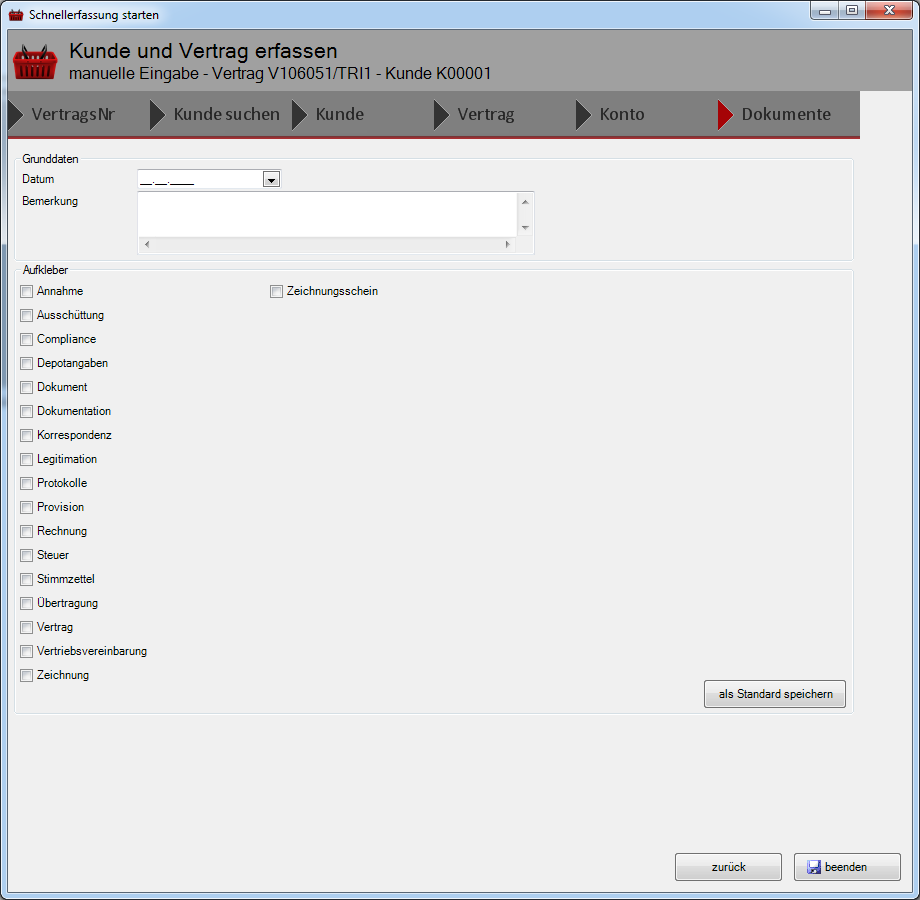 Schnellerfassung starten
Kunde und Vertrag erfassen
manuelle Eingabe - Vertrag V106051/TRI1 - Kunde K00001
VertragsNr Kunde suchen Kunde Vertrag Konto Dokumente
Grunddaten
Datum __.__.____
Bemerkung
Aufkleber
Annahme Zeichnungsschein
Ausschüttung
Compliance
Depotangaben
Dokument
Dokumentation
Korrespondenz
Legitimation
Protokolle
Provision
Rechnung
Steuer
Stimmzettel
Übertragung
Vertrag
Vertriebsvereinbarung
Zeichnung
als Standard speichern
zurück beenden